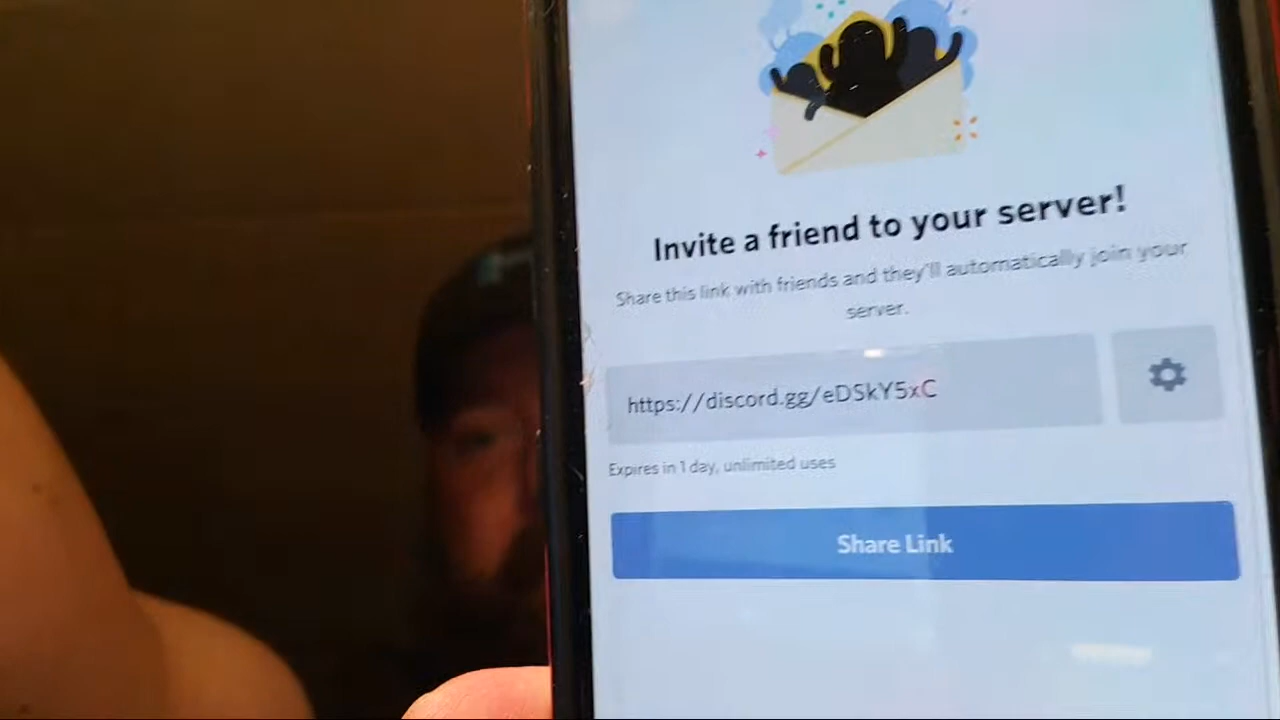 Invite a friend to your server!
Share this link with friends and they'll automatically join your
server.
https://discord.gg/eDSkY5xC
Expires in 1 day, unlimited uses
Share Link